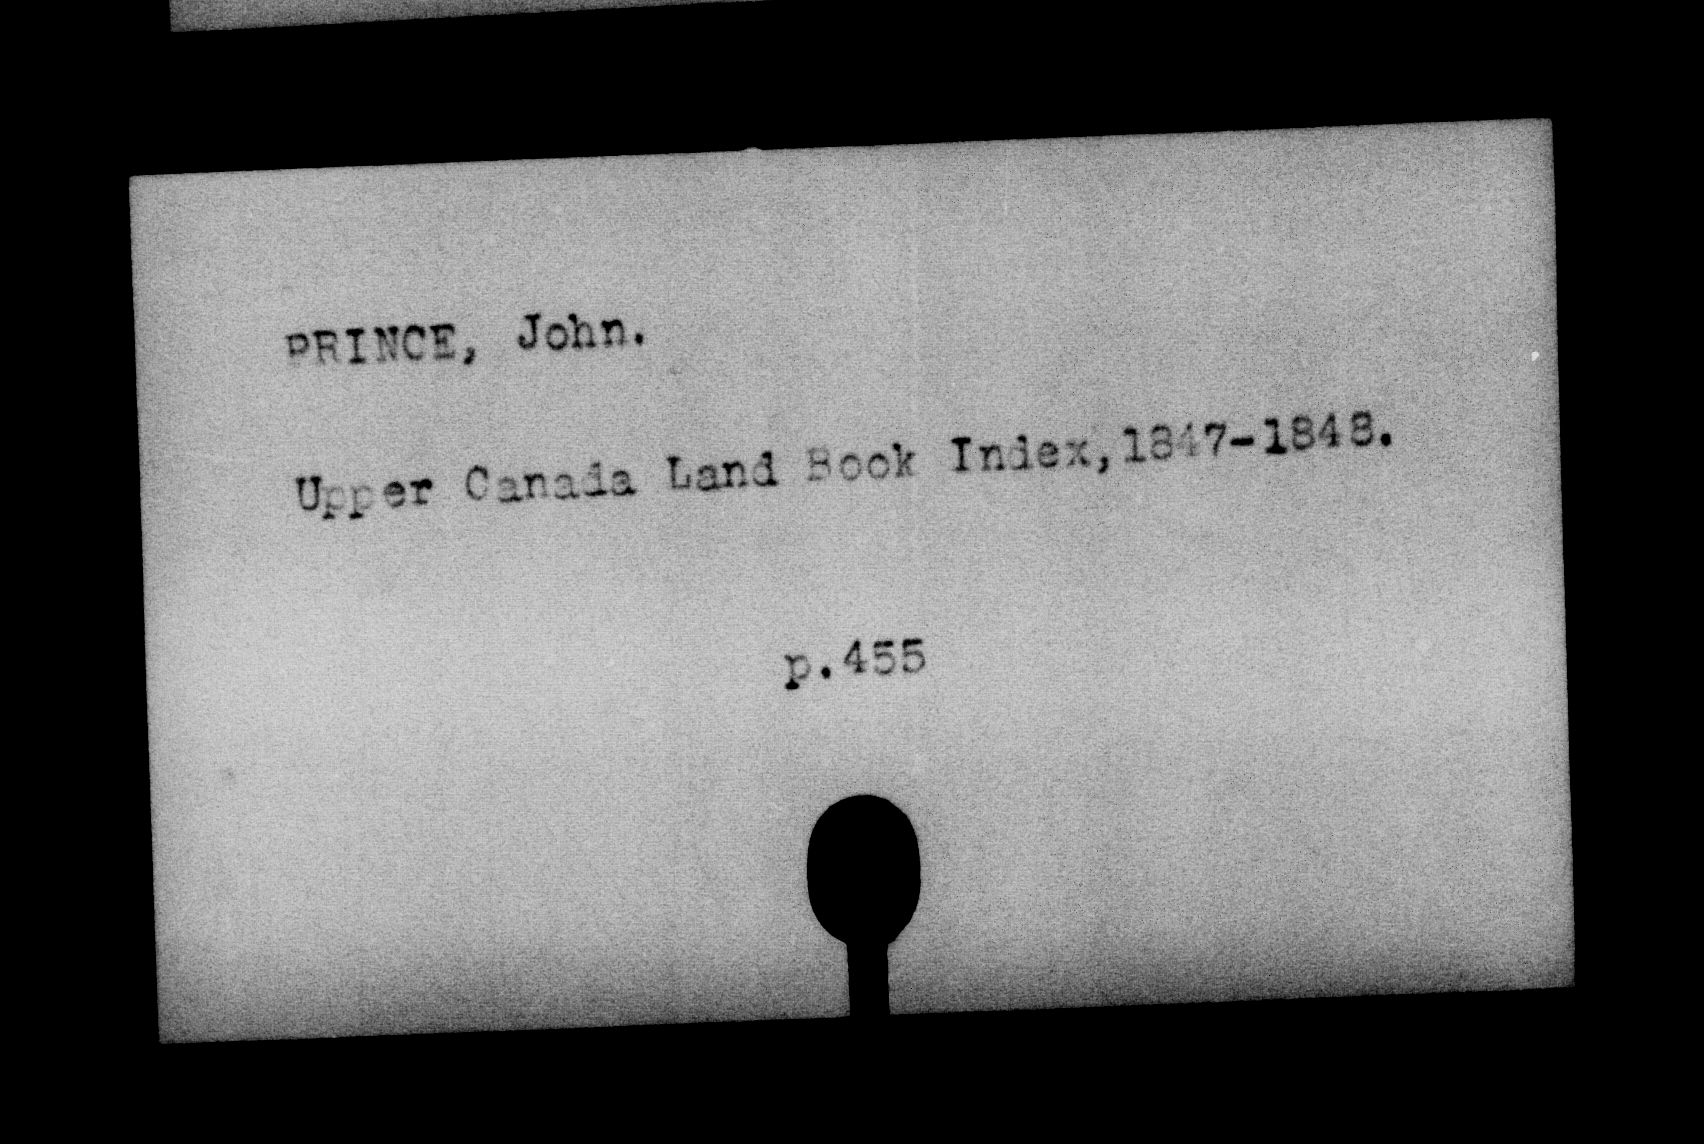 PRINCE, John.
Upper Canada Land Book Index,1847-1848.
p.455